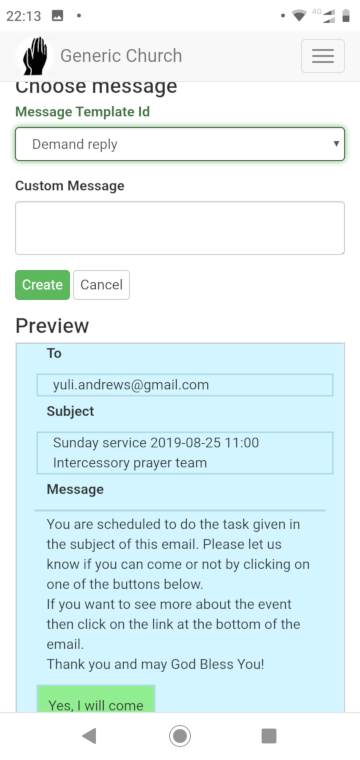 22:13
4G
Generic Church
Choose message
Message Template Id
Demand reply
Custom Message
Create Cancel
Preview
To
yuli.andrews@gmail.com
Subject
Sunday service 2019-08-25 11:00
Intercessory prayer team
Message
You are scheduled to do the task given in
the subject of this email. Please let us
know if you can come or not by clicking on
one of the buttons below.
If you want to see more about the event
then click on the link at the bottom of the
email.
Thank you and may God Bless You!
Yes, I will come